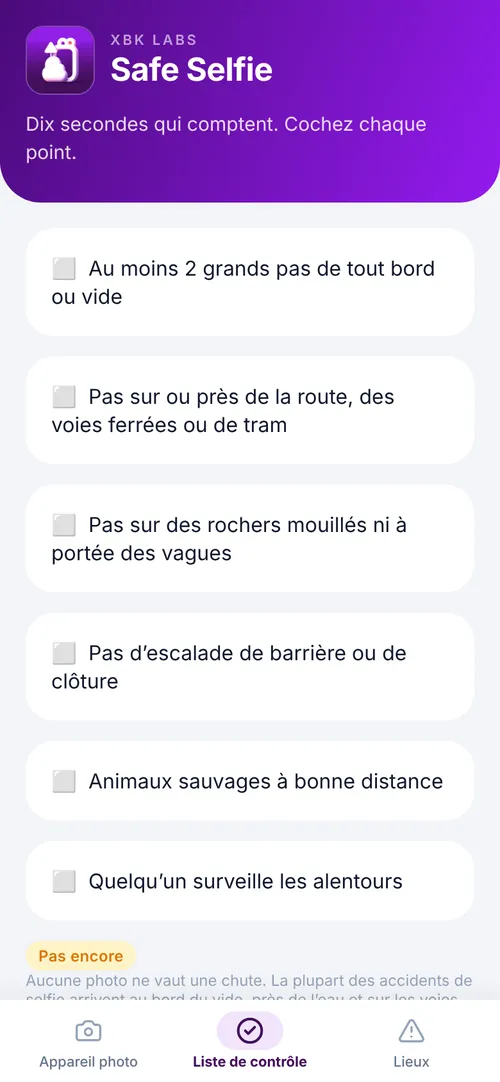 XBK LABS
Safe Selfie
Dix secondes qui comptent. Cochez chaque
point.
Au moins 2 grands pas de tout bord
ou vide
Pas sur ou près de la route, des
voies ferrées ou de tram
Pas sur des rochers mouillés ni à
portée des vagues
Pas d’escalade de barrière ou de
clôture
Animaux sauvages à bonne distance
Quelqu’un surveille les alentours
Pas encore
Aucune photo ne vaut une chute. La plupart des accidents de
selfie arrivent au bord du vide, près de l’eau et sur les voies
Appareil photo
Liste de contrôle
Lieux